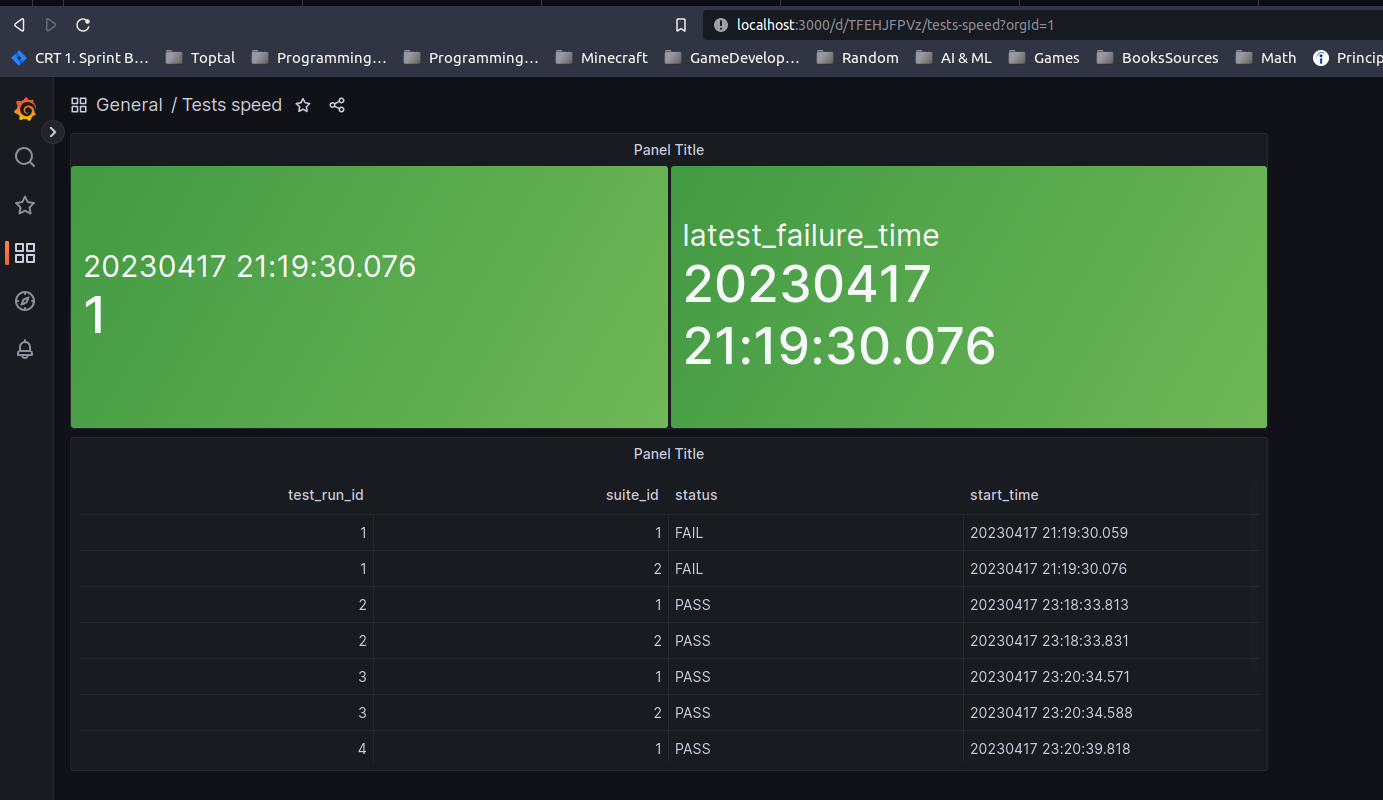 localhost:3000/d/TFEHJFPVz/tests-speed?orgId=1
CRT 1. Sprint B... Toptal Programming... Programming... Minecraft GameDevelop... Random AI & ML Games BooksSources Math Princip
General / Tests speed
Panel Title
20230417 21:19:30.076
1
latest_failure_time
20230417
21:19:30.076
Panel Title
test_run_id suite_id status start_time
1 1 FAIL 20230417 21:19:30.059
1 2 FAIL 20230417 21:19:30.076
2 1 PASS 20230417 23:18:33.813
2 2 PASS 20230417 23:18:33.831
3 1 PASS 20230417 23:20:34.571
3 2 PASS 20230417 23:20:34.588
4 1 PASS 20230417 23:20:39.818